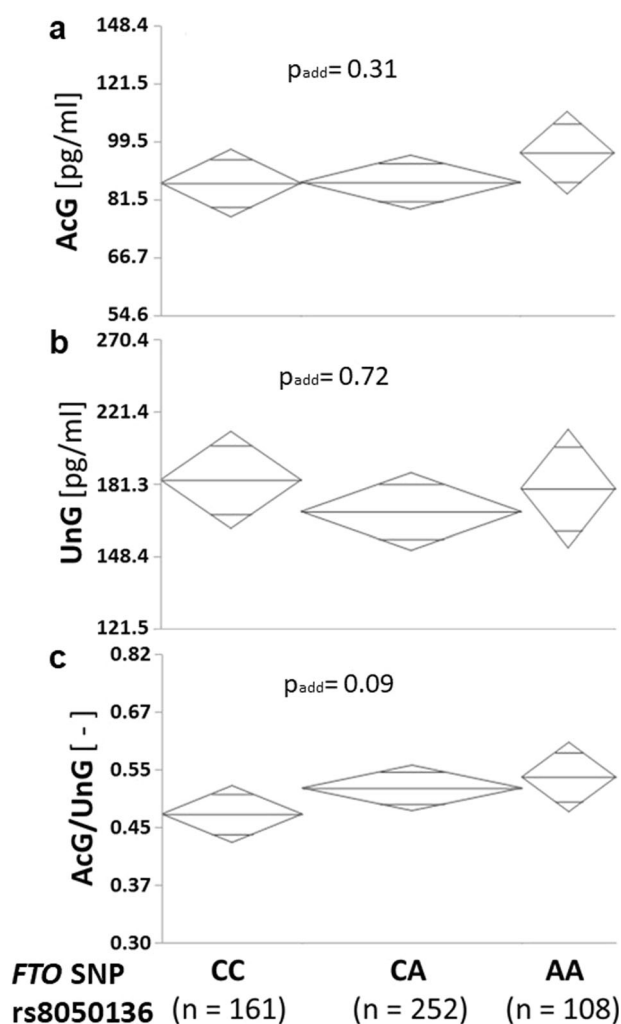 a
148.4
121.5
99.5
81.5
66.7
54.6
AcG [pg/ml]
padd= 0.31
b
270.4
221.4
181.3
148.4
121.5
UnG [pg/ml]
padd= 0.72
c
0.82
0.67
0.55
0.45
0.37
0.30
AcG/UnG [ - ]
padd= 0.09
FTO SNP CC CA AA
rs8050136 (n = 161) (n = 252) (n = 108)